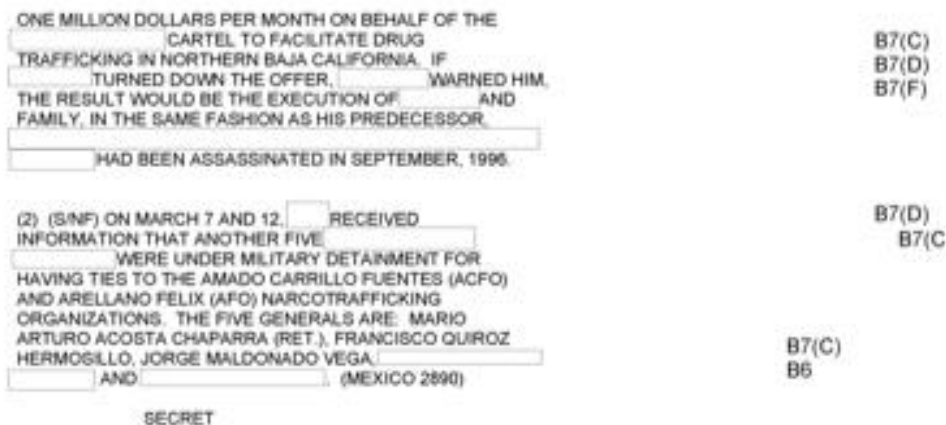 ONE MILLION DOLLARS PER MONTH ON BEHALF OF THE
CARTEL TO FACILITATE DRUG B7(C)
TRAFFICKING IN NORTHERN BAJA CALIFORNIA. IF B7(D)
TURNED DOWN THE OFFER, WARNED HIM, B7(F)
THE RESULT WOULD BE THE EXECUTION OF AND
FAMILY, IN THE SAME FASHION AS HIS PREDECESSOR,
HAD BEEN ASSASSINATED IN SEPTEMBER, 1996.
(2) (S/NF) ON MARCH 7 AND 12, RECEIVED B7(D)
INFORMATION THAT ANOTHER FIVE B7(C
WERE UNDER MILITARY DETAINMENT FOR
HAVING TIES TO THE AMADO CARRILLO FUENTES (ACFO)
AND ARELLANO FELIX (AFO) NARCOTRAFFICKING
ORGANIZATIONS. THE FIVE GENERALS ARE: MARIO
ARTURO ACOSTA CHAPARRA (RET.), FRANCISCO QUIROZ
HERMOSILLO, JORGE MALDONADO VEGA, B7(C)
AND . (MEXICO 2890) B6
SECRET